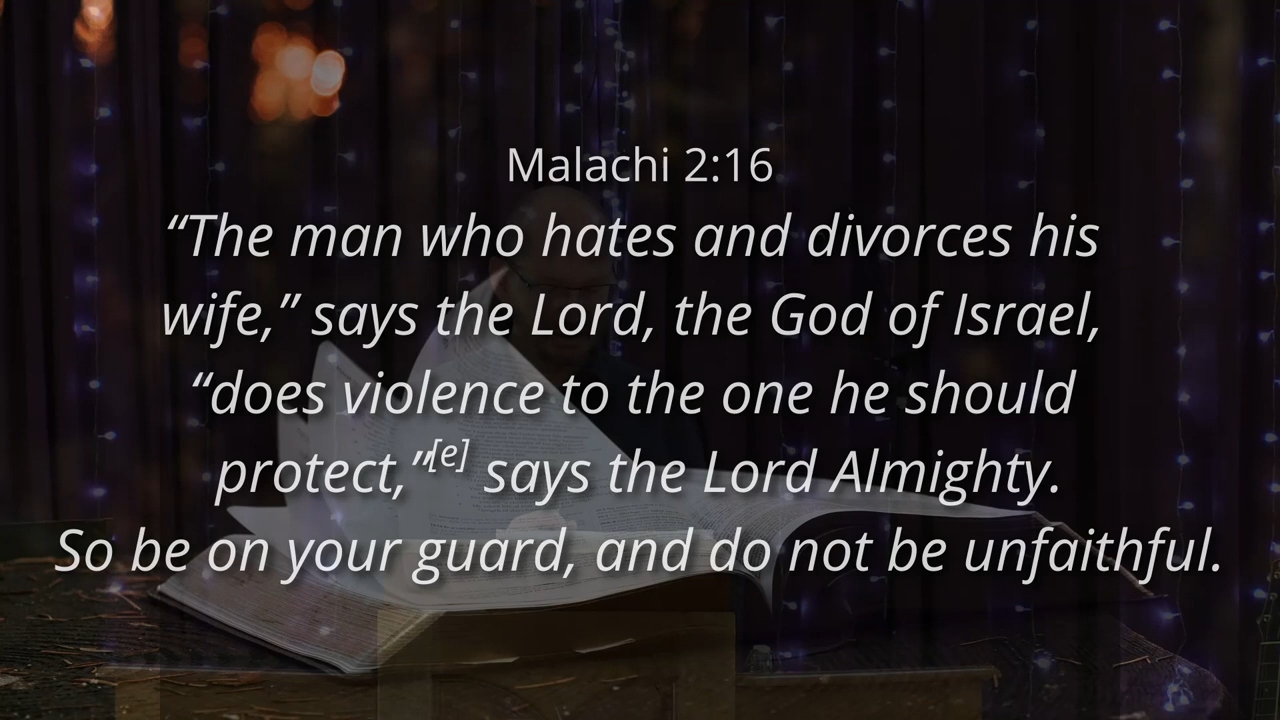 Malachi 2:16
“The man who hates and divorces his
wife,” says the Lord, the God of Israel,
“does violence to the one he should
protect,”[e] says the Lord Almighty.
So be on your guard, and do not be unfaithful.